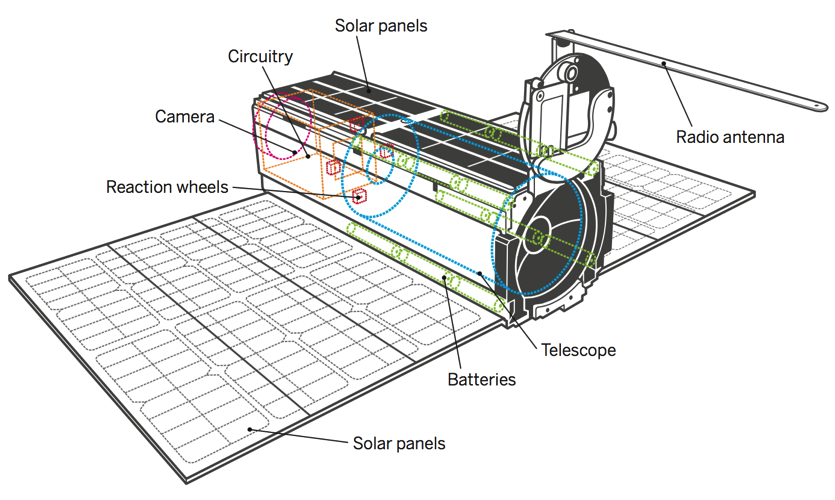 Solar panels
Circuitry
Camera
Radio antenna
Reaction wheels
Telescope
Batteries
Solar panels